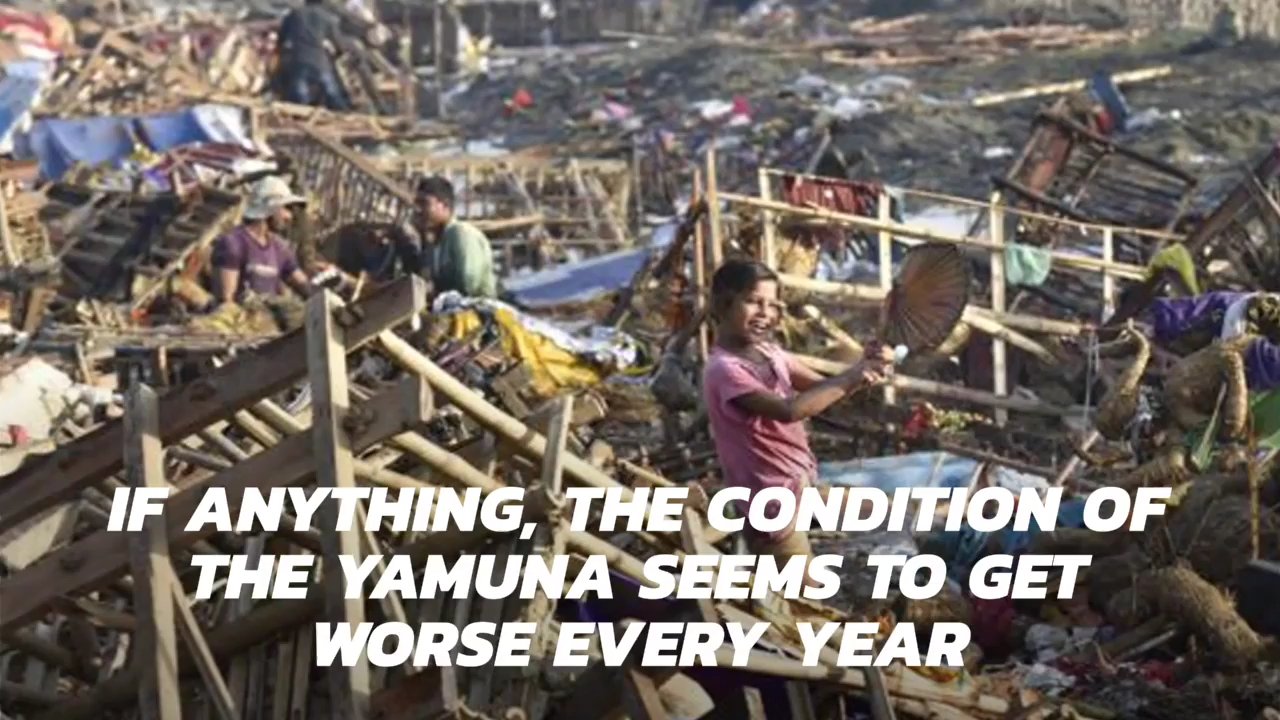 IF ANYTHING, THE CONDITION OF
THE YAMUNA SEEMS TO GET
WORSE EVERY YEAR